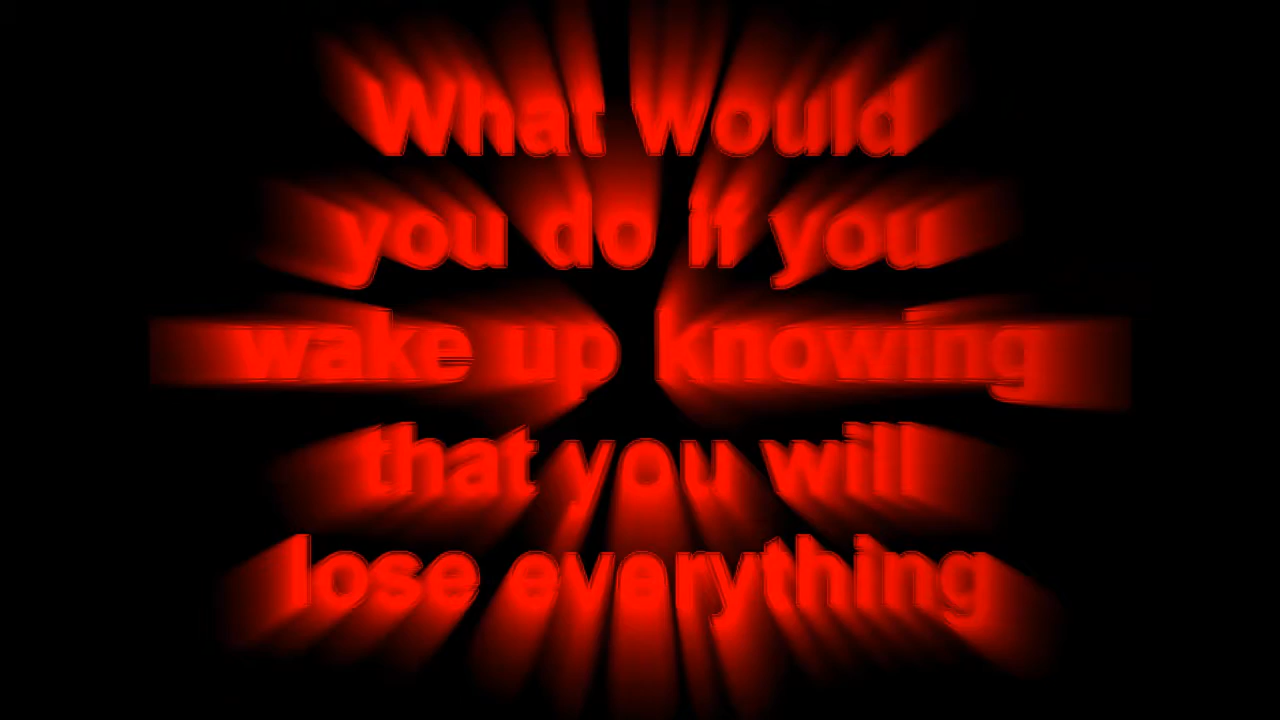 What would
you do if you
wake up knowing
that you will
lose everything